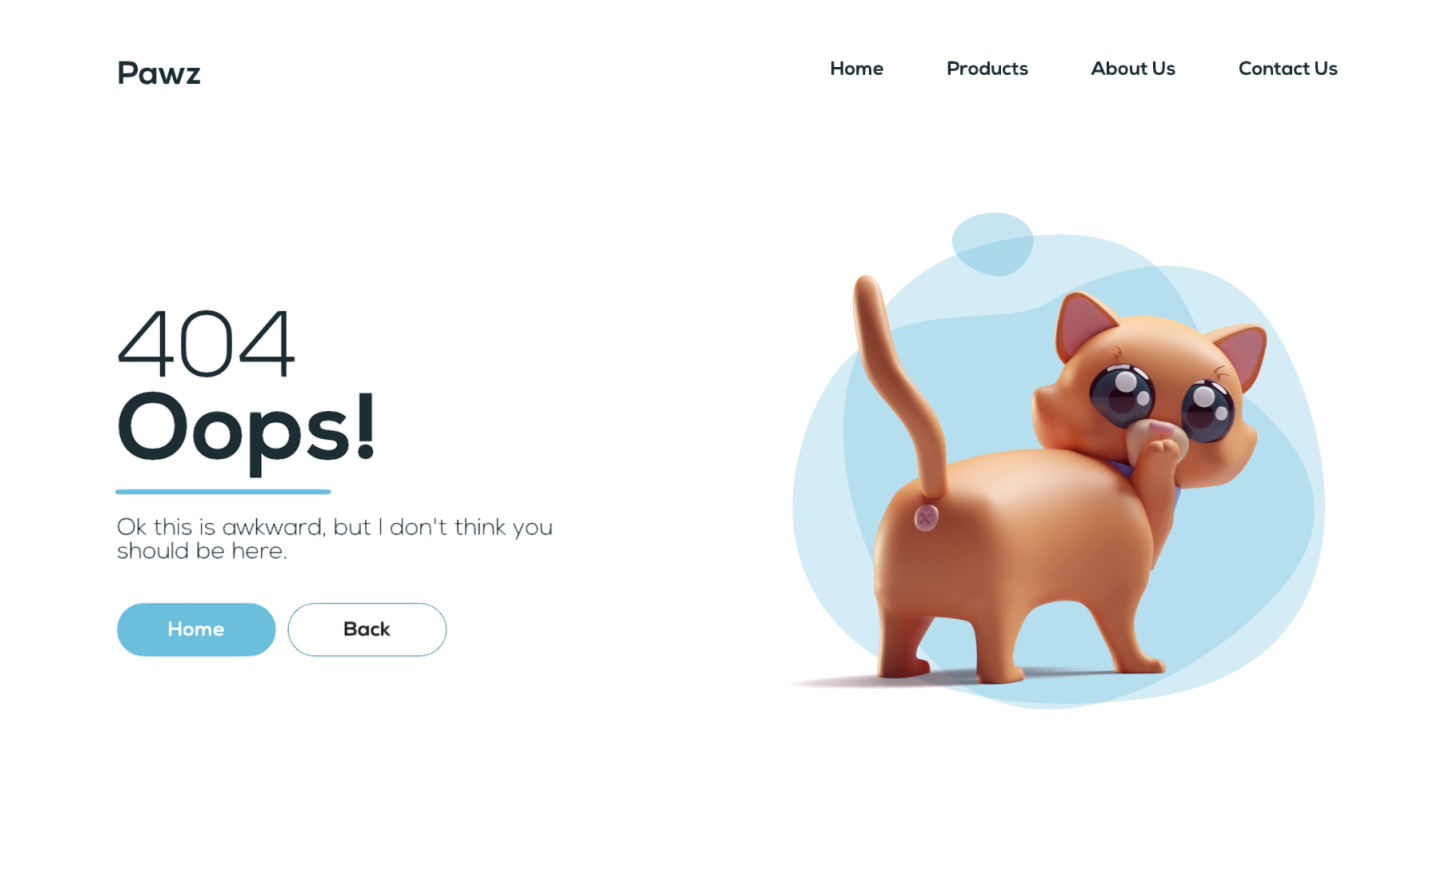 Pawz
Home
Products
About Us
Contact Us
404
Oops!
Ok this is awkward, but I don't think you
should be here.
Home
Back